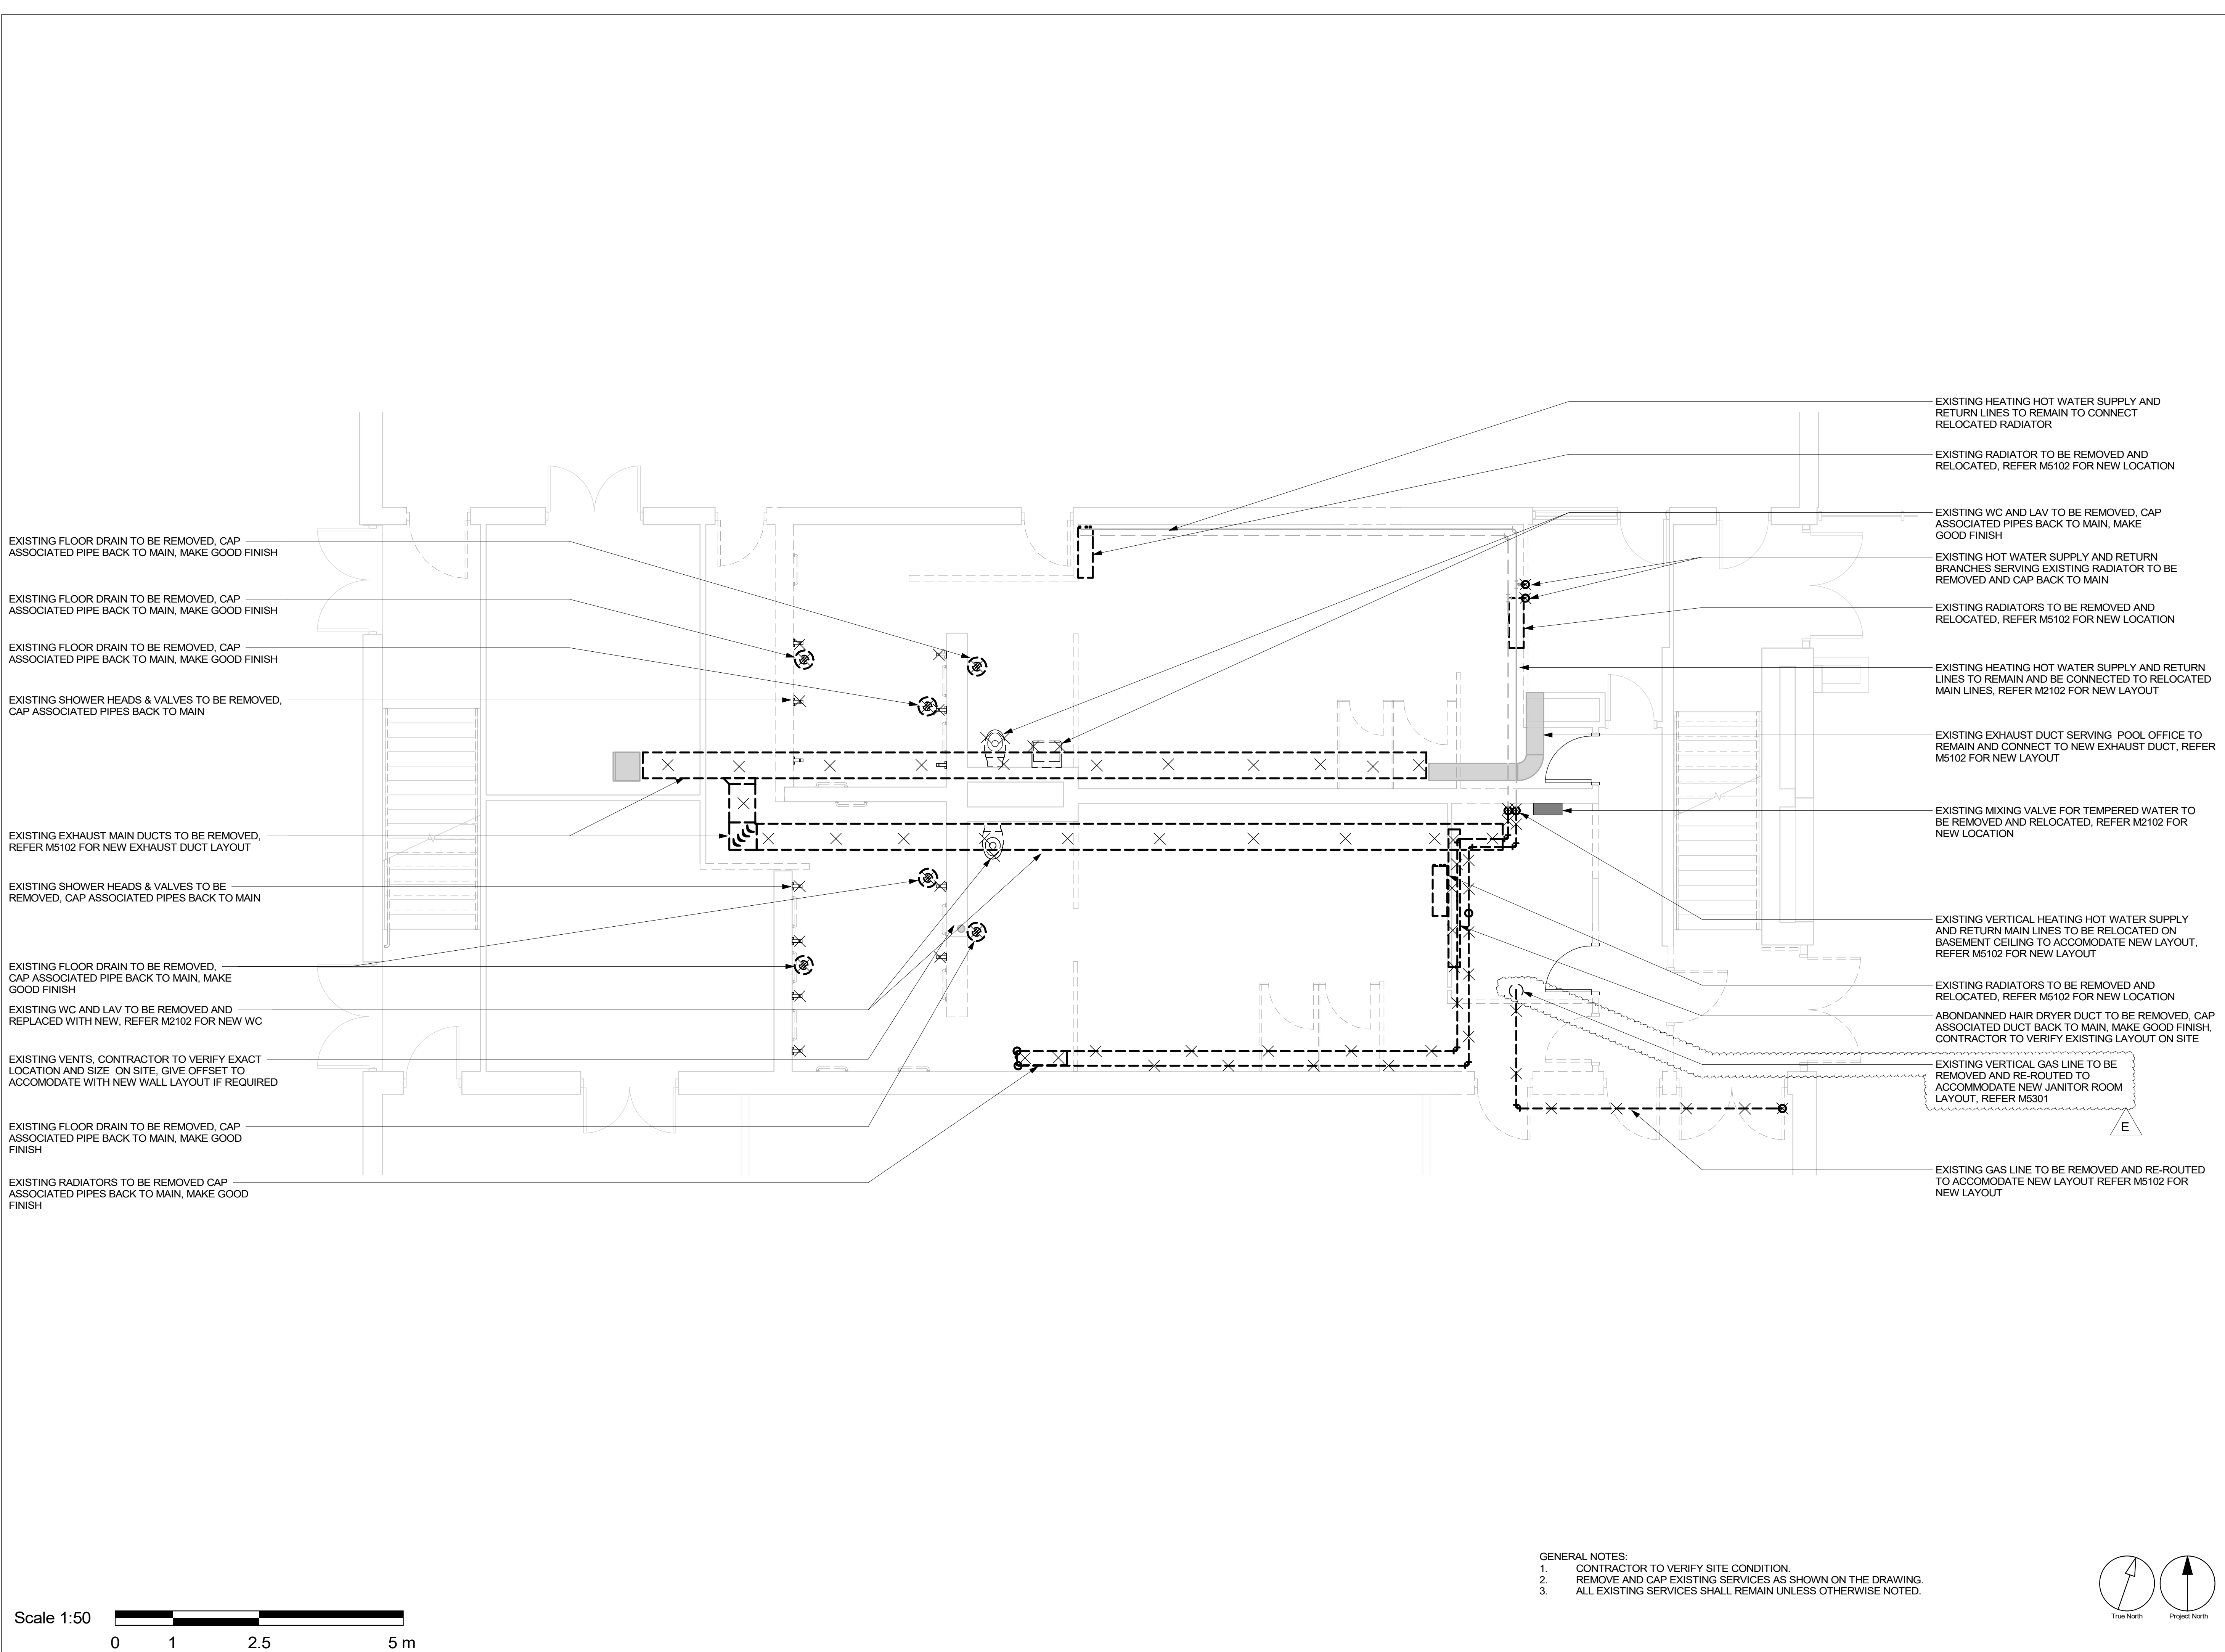 EXISTING FLOOR DRAIN TO BE REMOVED, CAP
ASSOCIATED PIPE BACK TO MAIN, MAKE GOOD FINISH
EXISTING FLOOR DRAIN TO BE REMOVED, CAP
ASSOCIATED PIPE BACK TO MAIN, MAKE GOOD FINISH
EXISTING FLOOR DRAIN TO BE REMOVED, CAP
ASSOCIATED PIPE BACK TO MAIN, MAKE GOOD FINISH
EXISTING SHOWER HEADS & VALVES TO BE REMOVED,
CAP ASSOCIATED PIPES BACK TO MAIN
EXISTING EXHAUST MAIN DUCTS TO BE REMOVED,
REFER M5102 FOR NEW EXHAUST DUCT LAYOUT
EXISTING SHOWER HEADS & VALVES TO BE
REMOVED, CAP ASSOCIATED PIPES BACK TO MAIN
EXISTING FLOOR DRAIN TO BE REMOVED,
CAP ASSOCIATED PIPE BACK TO MAIN, MAKE
GOOD FINISH
EXISTING WC AND LAV TO BE REMOVED AND
REPLACED WITH NEW, REFER M2102 FOR NEW WC
EXISTING VENTS, CONTRACTOR TO VERIFY EXACT
LOCATION AND SIZE ON SITE, GIVE OFFSET TO
ACCOMODATE WITH NEW WALL LAYOUT IF REQUIRED
EXISTING FLOOR DRAIN TO BE REMOVED, CAP
ASSOCIATED PIPE BACK TO MAIN, MAKE GOOD
FINISH
EXISTING RADIATORS TO BE REMOVED CAP
ASSOCIATED PIPES BACK TO MAIN, MAKE GOOD
FINISH
EXISTING HEATING HOT WATER SUPPLY AND
RETURN LINES TO REMAIN TO CONNECT
RELOCATED RADIATOR
EXISTING RADIATOR TO BE REMOVED AND
RELOCATED, REFER M5102 FOR NEW LOCATION
EXISTING WC AND LAV TO BE REMOVED, CAP
ASSOCIATED PIPES BACK TO MAIN, MAKE
GOOD FINISH
EXISTING HOT WATER SUPPLY AND RETURN
BRANCHES SERVING EXISTING RADIATOR TO BE
REMOVED AND CAP BACK TO MAIN
EXISTING RADIATORS TO BE REMOVED AND
RELOCATED, REFER M5102 FOR NEW LOCATION
EXISTING HEATING HOT WATER SUPPLY AND RETURN
LINES TO REMAIN AND BE CONNECTED TO RELOCATED
MAIN LINES, REFER M2102 FOR NEW LAYOUT
EXISTING EXHAUST DUCT SERVING POOL OFFICE TO
REMAIN AND CONNECT TO NEW EXHAUST DUCT, REFER
M5102 FOR NEW LAYOUT
EXISTING MIXING VALVE FOR TEMPERED WATER TO
BE REMOVED AND RELOCATED, REFER M2102 FOR
NEW LOCATION
EXISTING VERTICAL HEATING HOT WATER SUPPLY
AND RETURN MAIN LINES TO BE RELOCATED ON
BASEMENT CEILING TO ACCOMODATE NEW LAYOUT,
REFER M5102 FOR NEW LAYOUT
EXISTING RADIATORS TO BE REMOVED AND
RELOCATED, REFER M5102 FOR NEW LOCATION
ABONDANNED HAIR DRYER DUCT TO BE REMOVED, CAP
ASSOCIATED DUCT BACK TO MAIN, MAKE GOOD FINISH,
CONTRACTOR TO VERIFY EXISTING LAYOUT ON SITE
EXISTING VERTICAL GAS LINE TO BE
REMOVED AND RE-ROUTED TO
ACCOMMODATE NEW JANITOR ROOM
LAYOUT, REFER M5301
E
EXISTING GAS LINE TO BE REMOVED AND RE-ROUTED
TO ACCOMODATE NEW LAYOUT REFER M5102 FOR
NEW LAYOUT
GENERAL NOTES:
1. CONTRACTOR TO VERIFY SITE CONDITION.
2. REMOVE AND CAP EXISTING SERVICES AS SHOWN ON THE DRAWING.
3. ALL EXISTING SERVICES SHALL REMAIN UNLESS OTHERWISE NOTED.
True North
Project North
Scale 1:50
0 1 2.5 5 m